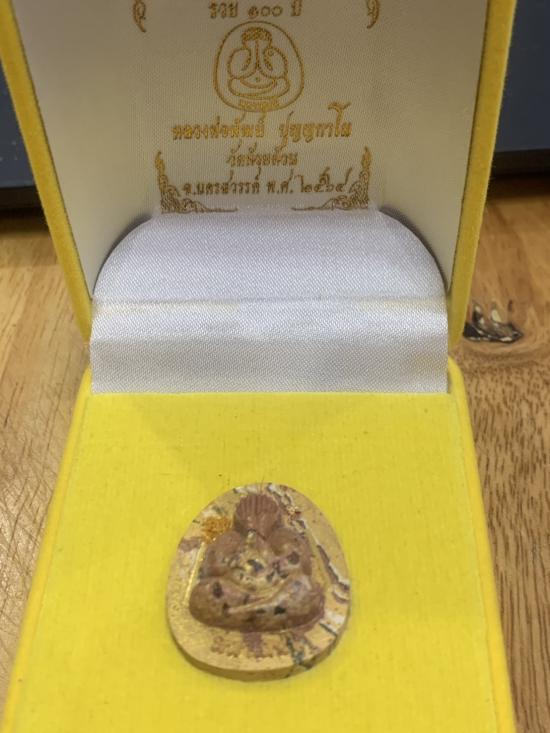 รวย ๑๐๐ ปี
หลวงพ่อพัฒน์ ปุญญกาโม
วัดห้วยด้วน
จ.นครสวรรค์ พ.ศ.๒๕๖๔